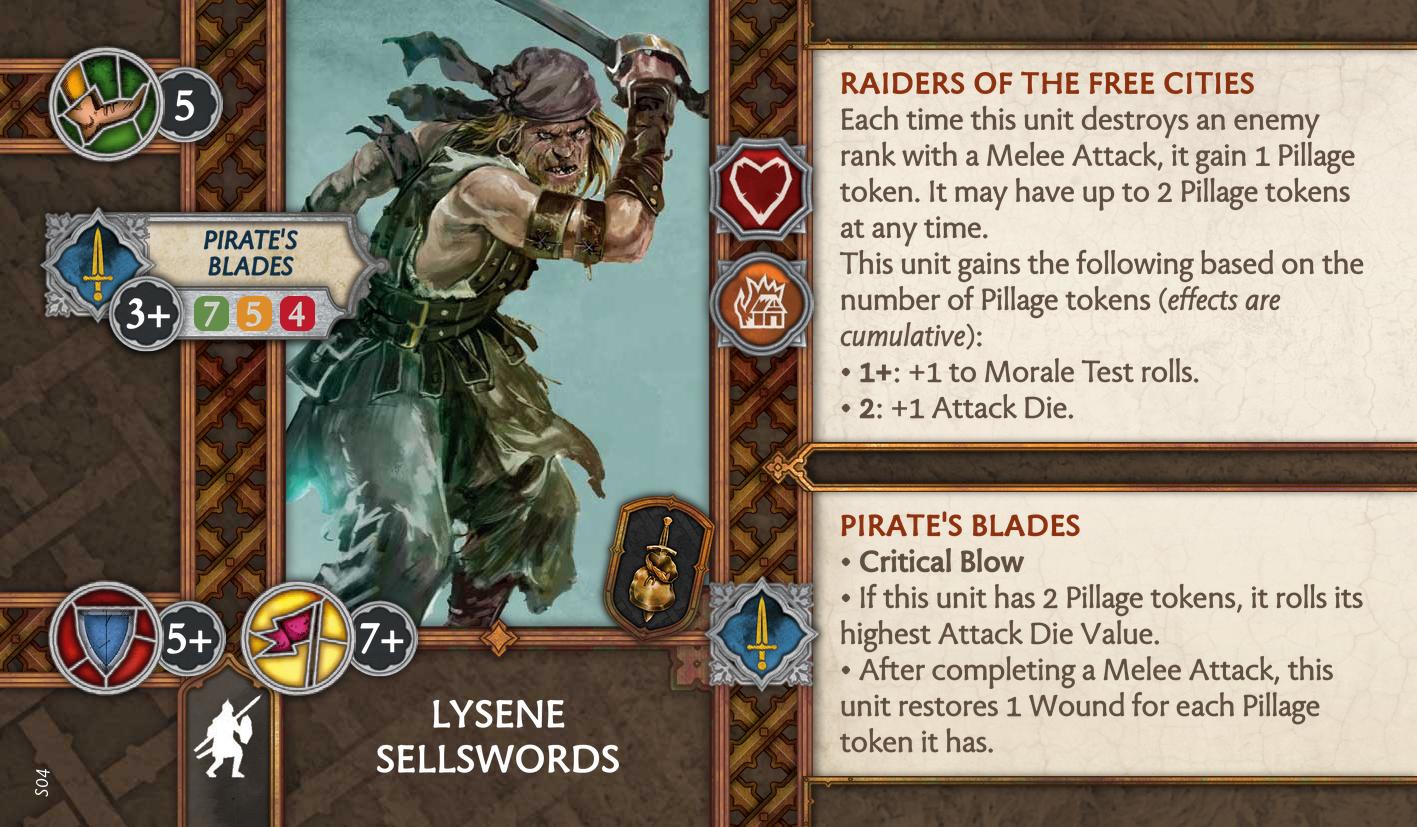 5
PIRATE'S
BLADES
3+ 7 5 4
5+ 7+
LYSENE
SELLSWORDS
S04
RAIDERS OF THE FREE CITIES
Each time this unit destroys an enemy
rank with a Melee Attack, it gain 1 Pillage
token. It may have up to 2 Pillage tokens
at any time.
This unit gains the following based on the
number of Pillage tokens (effects are
cumulative):
• 1+: +1 to Morale Test rolls.
• 2: +1 Attack Die.
PIRATE'S BLADES
• Critical Blow
• If this unit has 2 Pillage tokens, it rolls its
highest Attack Die Value.
• After completing a Melee Attack, this
unit restores 1 Wound for each Pillage
token it has.